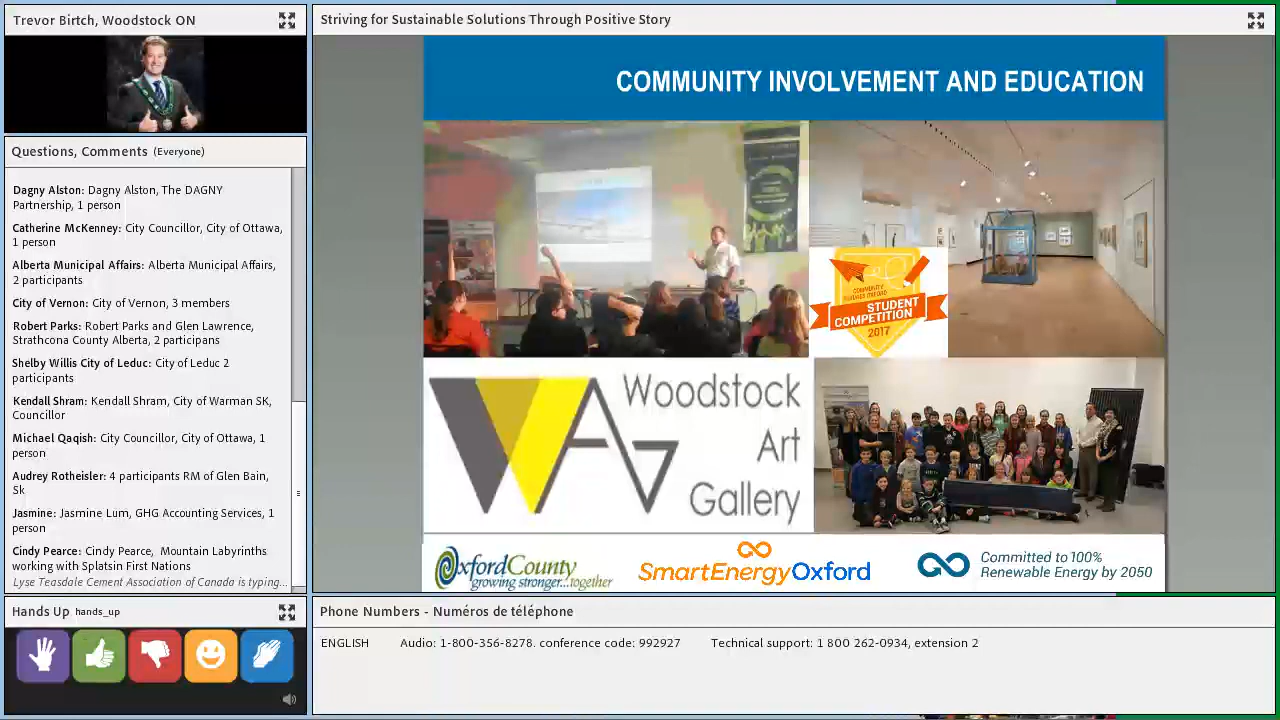 Trevor Birtch, Woodstock ON
Questions, Comments (Everyone)
Dagny Alston: Dagny Alston, The DAGNY
Partnership, 1 person
Catherine McKenney: City Councillor, City of Ottawa,
1 person
Alberta Municipal Affairs: Alberta Municipal Affairs,
2 participants
City of Vernon: City of Vernon, 3 members
Robert Parks: Robert Parks and Glen Lawrence,
Strathcona County Alberta, 2 particpans
Shelby Willis City of Leduc: City of Leduc 2
participants
Kendall Shram: Kendall Shram, City of Warman SK,
Councillor
Michael Qaqish: City Councillor, City of Ottawa, 1
person
Audrey Rotheisler: 4 participants RM of Glen Bain,
Sk
Jasmine: Jasmine Lum, GHG Accounting Services, 1
person
Cindy Pearce: Cindy Pearce, Mountain Labyrinths
working with Splatsin First Nations
Lyse Teasdale Cement Association of Canada is typing...
Hands Up hands_up
Striving for Sustainable Solutions Through Positive Story
COMMUNITY INVOLVEMENT AND EDUCATION
STUDENT
COMPETITION
2017
Woodstock
Art
Gallery
OxfordCounty
growing stronger...together
SmartEnergyOxford
Committed to 100%
Renewable Energy by 2050
Phone Numbers - Numéros de téléphone
ENGLISH Audio: 1-800-356-8278. conference code: 992927 Technical support: 1 800 262-0934, extension 2